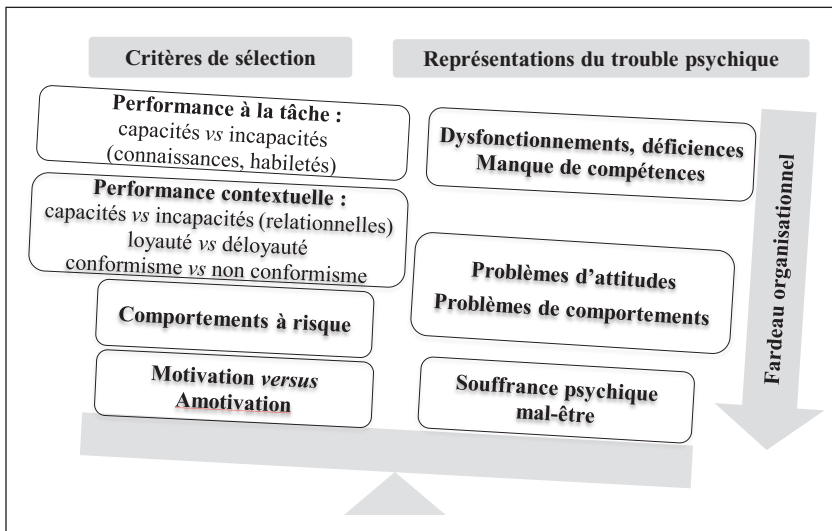 Critères de sélection
Représentations du trouble psychique
Performance à la tâche :
capacités vs incapacités
(connaissances, habiletés)
Performance contextuelle :
capacités vs incapacités (relationnelles)
loyauté vs déloyauté
conformisme vs non conformisme
Comportements à risque
Motivation versus
Amotivation
Dysfonctionnements, déficiences
Manque de compétences
Problèmes d’attitudes
Problèmes de comportements
Souffrance psychique
mal-être
Fardeau organisationnel